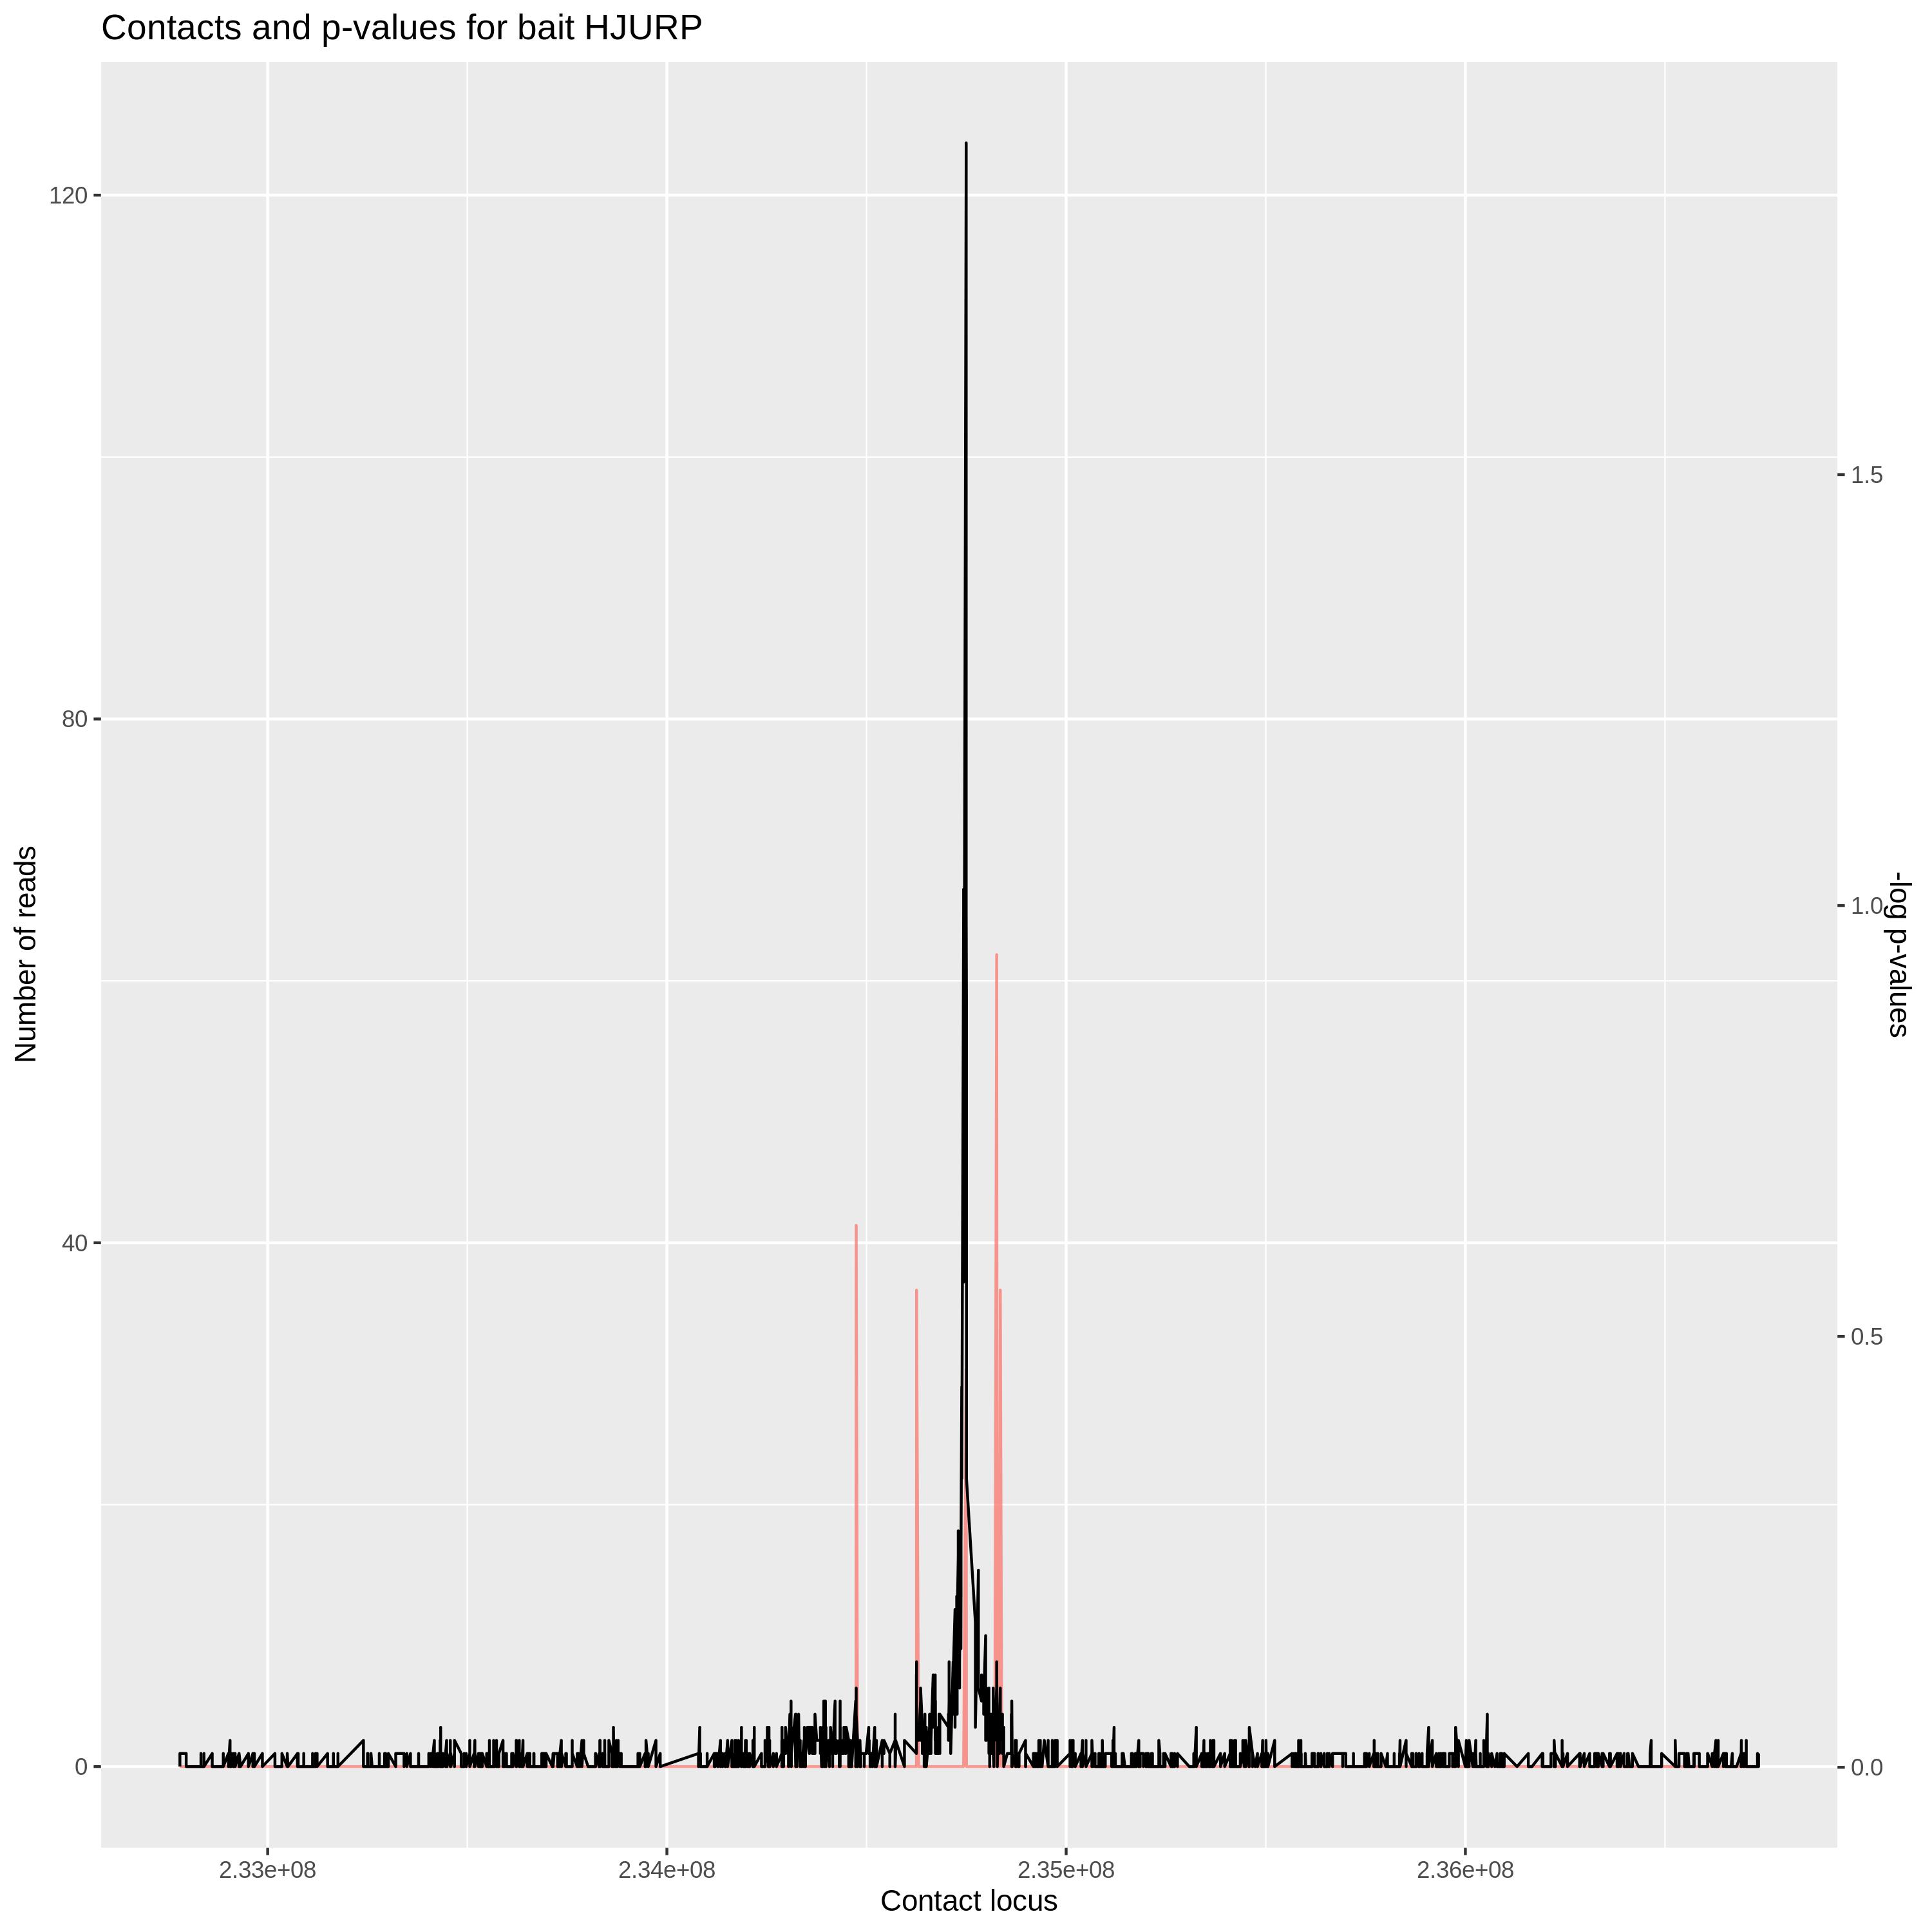 Contacts and p-values for bait HJURP
120
80
40
0
Number of reads
1.5
1.0
0.5
0.0
-log p-values
2.33e+08
2.34e+08
2.35e+08
2.36e+08
Contact locus